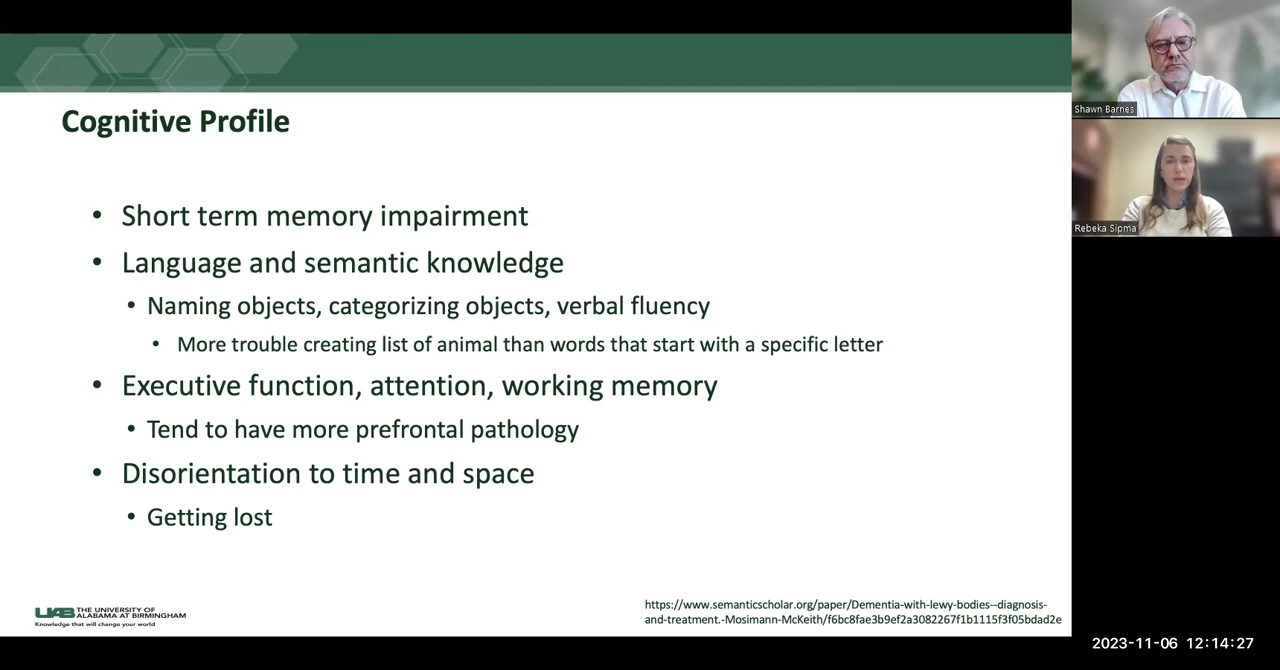 Cognitive Profile
• Short term memory impairment
• Language and semantic knowledge
• Naming objects, categorizing objects, verbal fluency
• More trouble creating list of animal than words that start with a specific letter
• Executive function, attention, working memory
• Tend to have more prefrontal pathology
• Disorientation to time and space
• Getting lost
UAB THE UNIVERSITY OF
ALABAMA AT BIRMINGHAM
Knowledge that will change your world
https://www.semanticscholar.org/paper/Dementia-with-lewy-bodies--diagnosis-
and-treatment.-Mosimann-McKeith/f6bc8fae3b9ef2a3082267f1b1115f3f05bdad2e
Shawn Barnes
Rebeka Sipma
2023-11-06 12:14:27